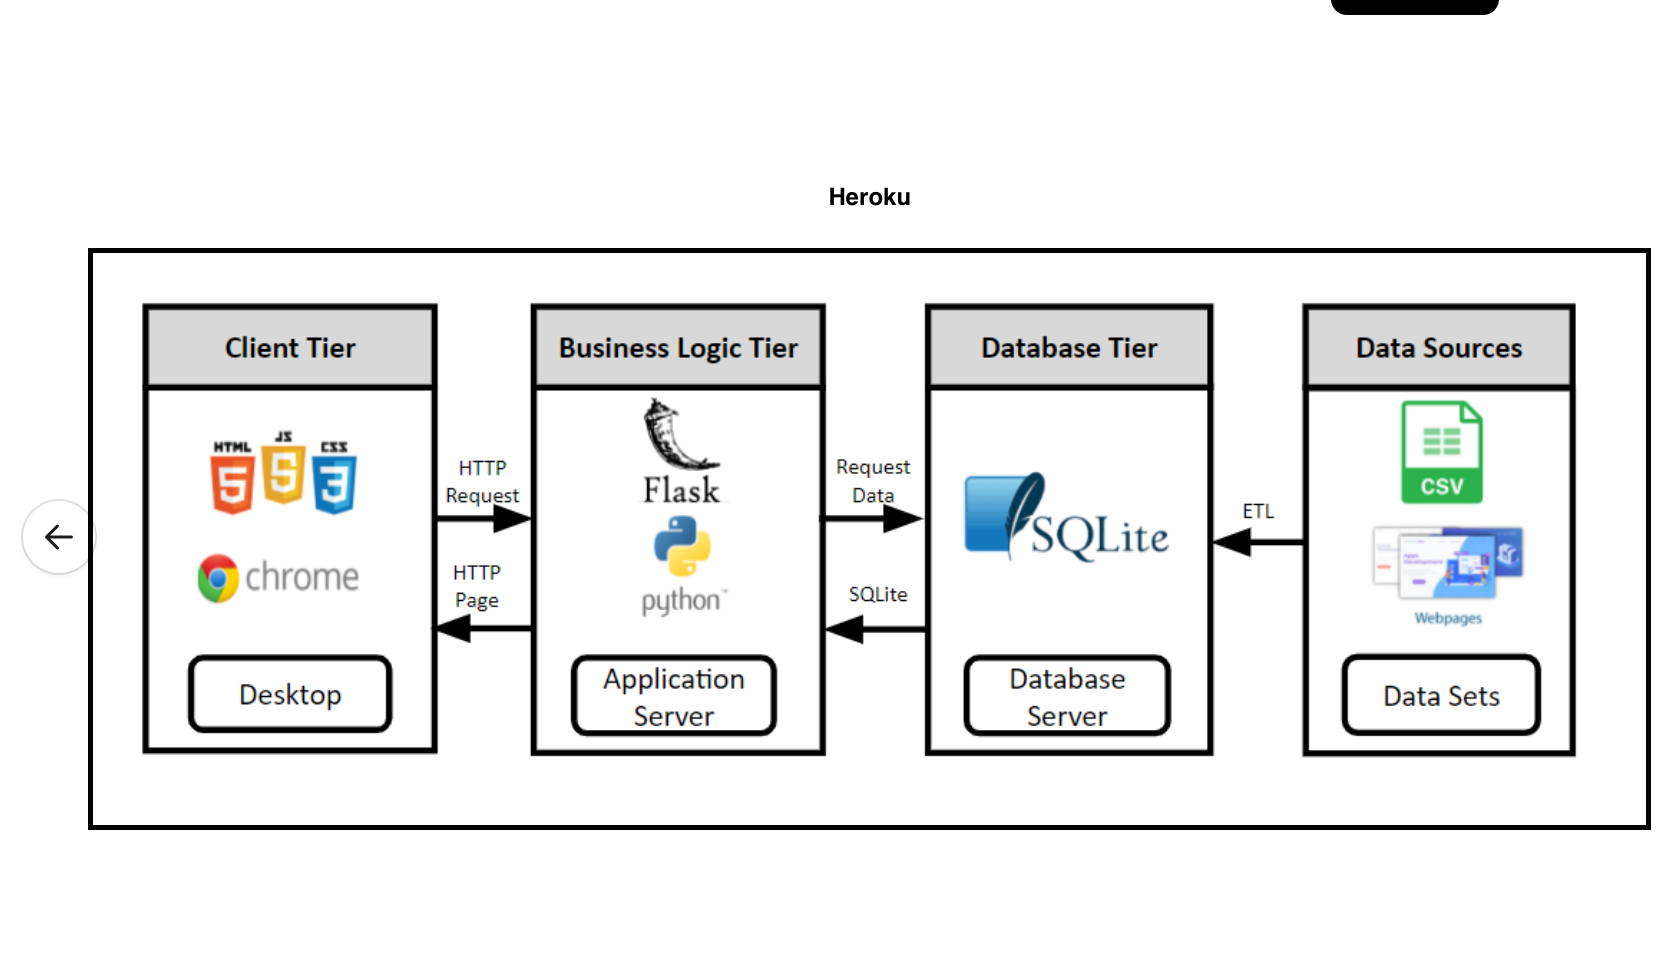 Heroku
Client Tier
HTML
JS
CSS
5
5
3
chrome
Desktop
HTTP
Request
HTTP
Page
Business Logic Tier
Flask
python™
Application
Server
Request
Data
SQLite
Database Tier
SQLite
Database
Server
ETL
Data Sources
CSV
Webpages
Data Sets